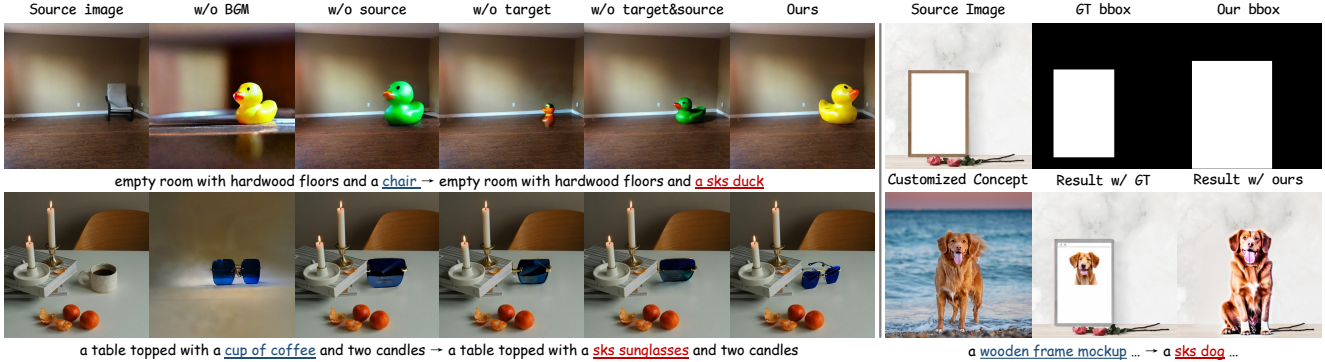 Source image w/o BGM w/o source w/o target w/o target&source Ours
empty room with hardwood floors and a chair → empty room with hardwood floors and a sks duck
a table topped with a cup of coffee and two candles → a table topped with a sks sunglasses and two candles
Source Image GT bbox Our bbox
Customized Concept Result w/ GT Result w/ ours
a wooden frame mockup … → a sks dog …